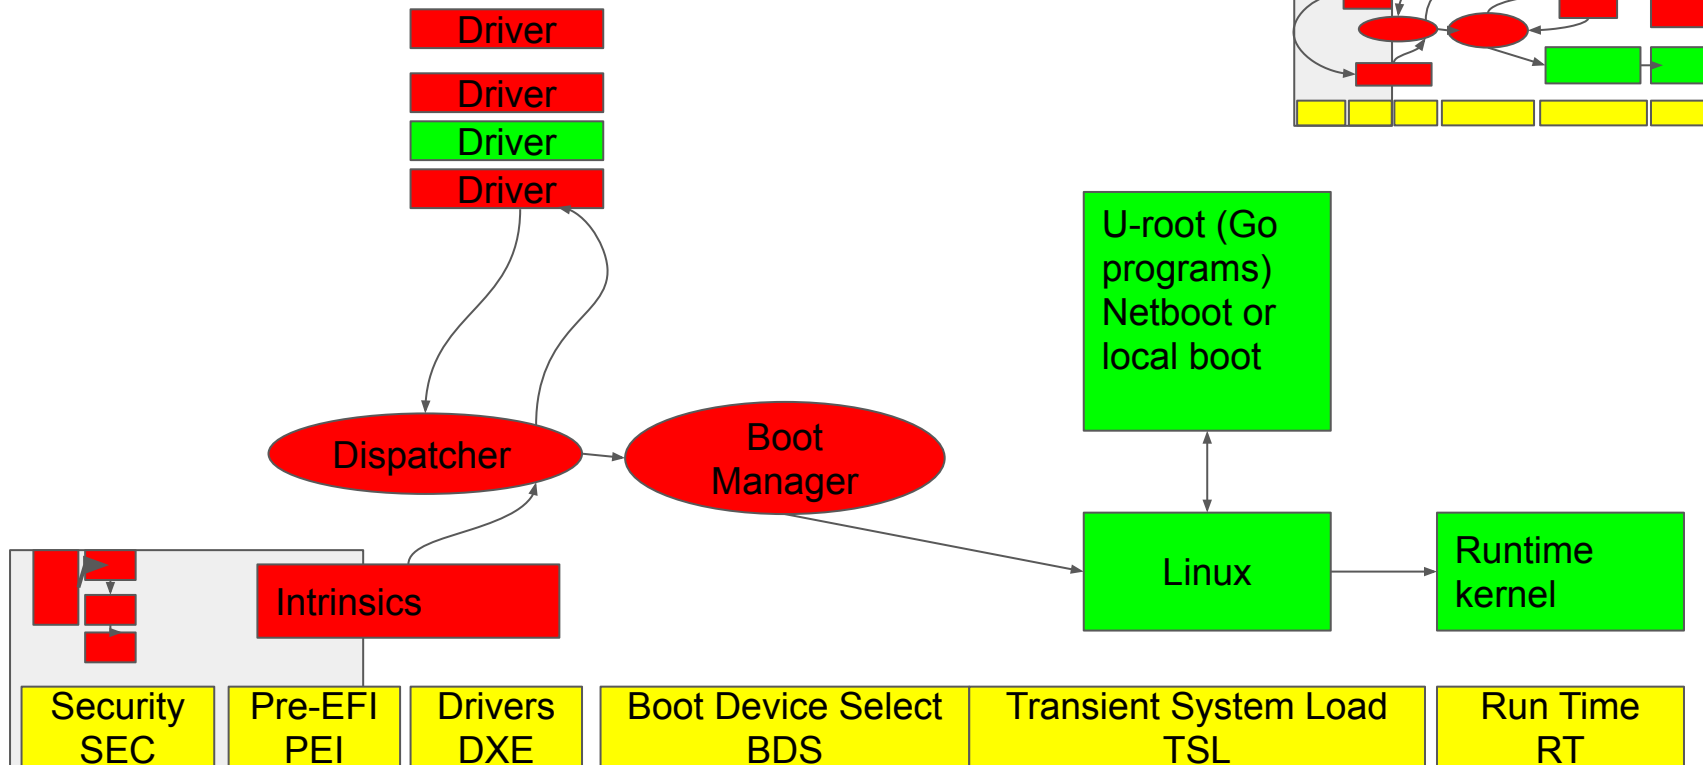 Driver
Driver
Driver
Driver
U-root (Go
programs)
Netboot or
local boot
Dispatcher
Boot
Manager
Intrinsics
Linux
Runtime
kernel
Security
SEC
Pre-EFI
PEI
Drivers
DXE
Boot Device Select
BDS
Transient System Load
TSL
Run Time
RT